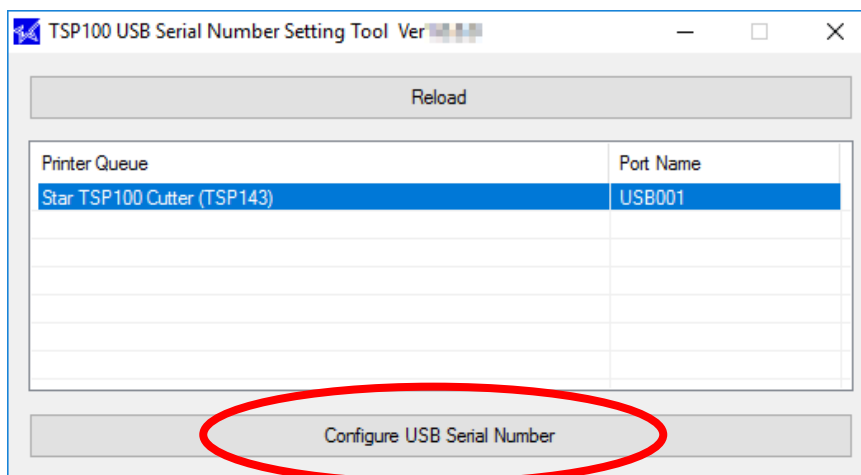 TSP100 USB Serial Number Setting Tool Ver
Reload
Printer Queue Port Name
Star TSP100 Cutter (TSP143) USB001
Configure USB Serial Number